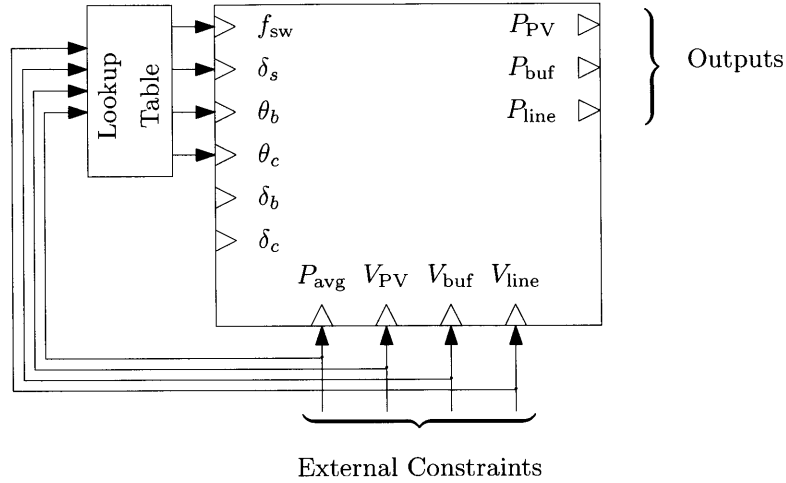 Lookup
Table
f_sw
δ_s
θ_b
θ_c
δ_b
δ_c
P_PV
P_buf
P_line
Outputs
P_avg V_PV V_buf V_line
External Constraints